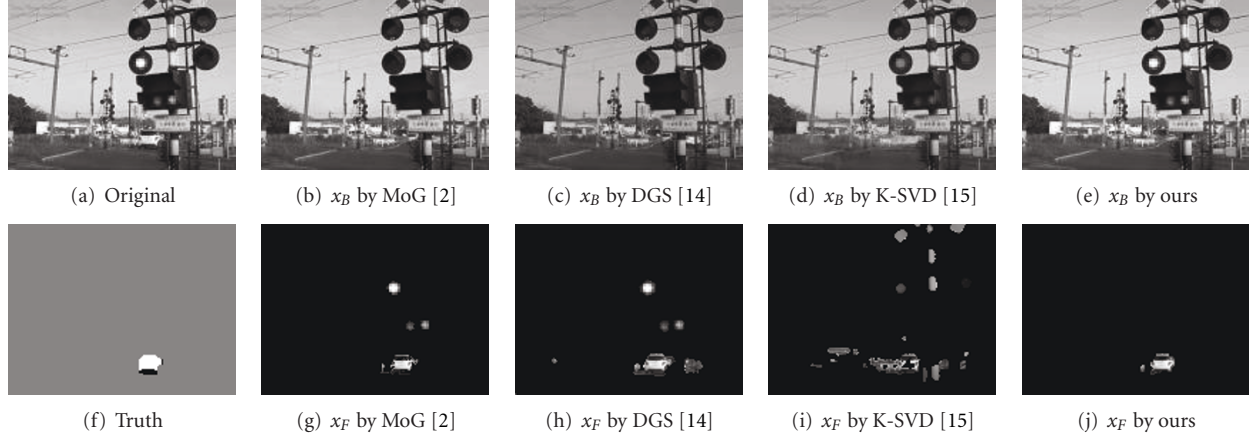 (a) Original
(b) x_B by MoG [2]
(c) x_B by DGS [14]
(d) x_B by K-SVD [15]
(e) x_B by ours
(f) Truth
(g) x_F by MoG [2]
(h) x_F by DGS [14]
(i) x_F by K-SVD [15]
(j) x_F by ours